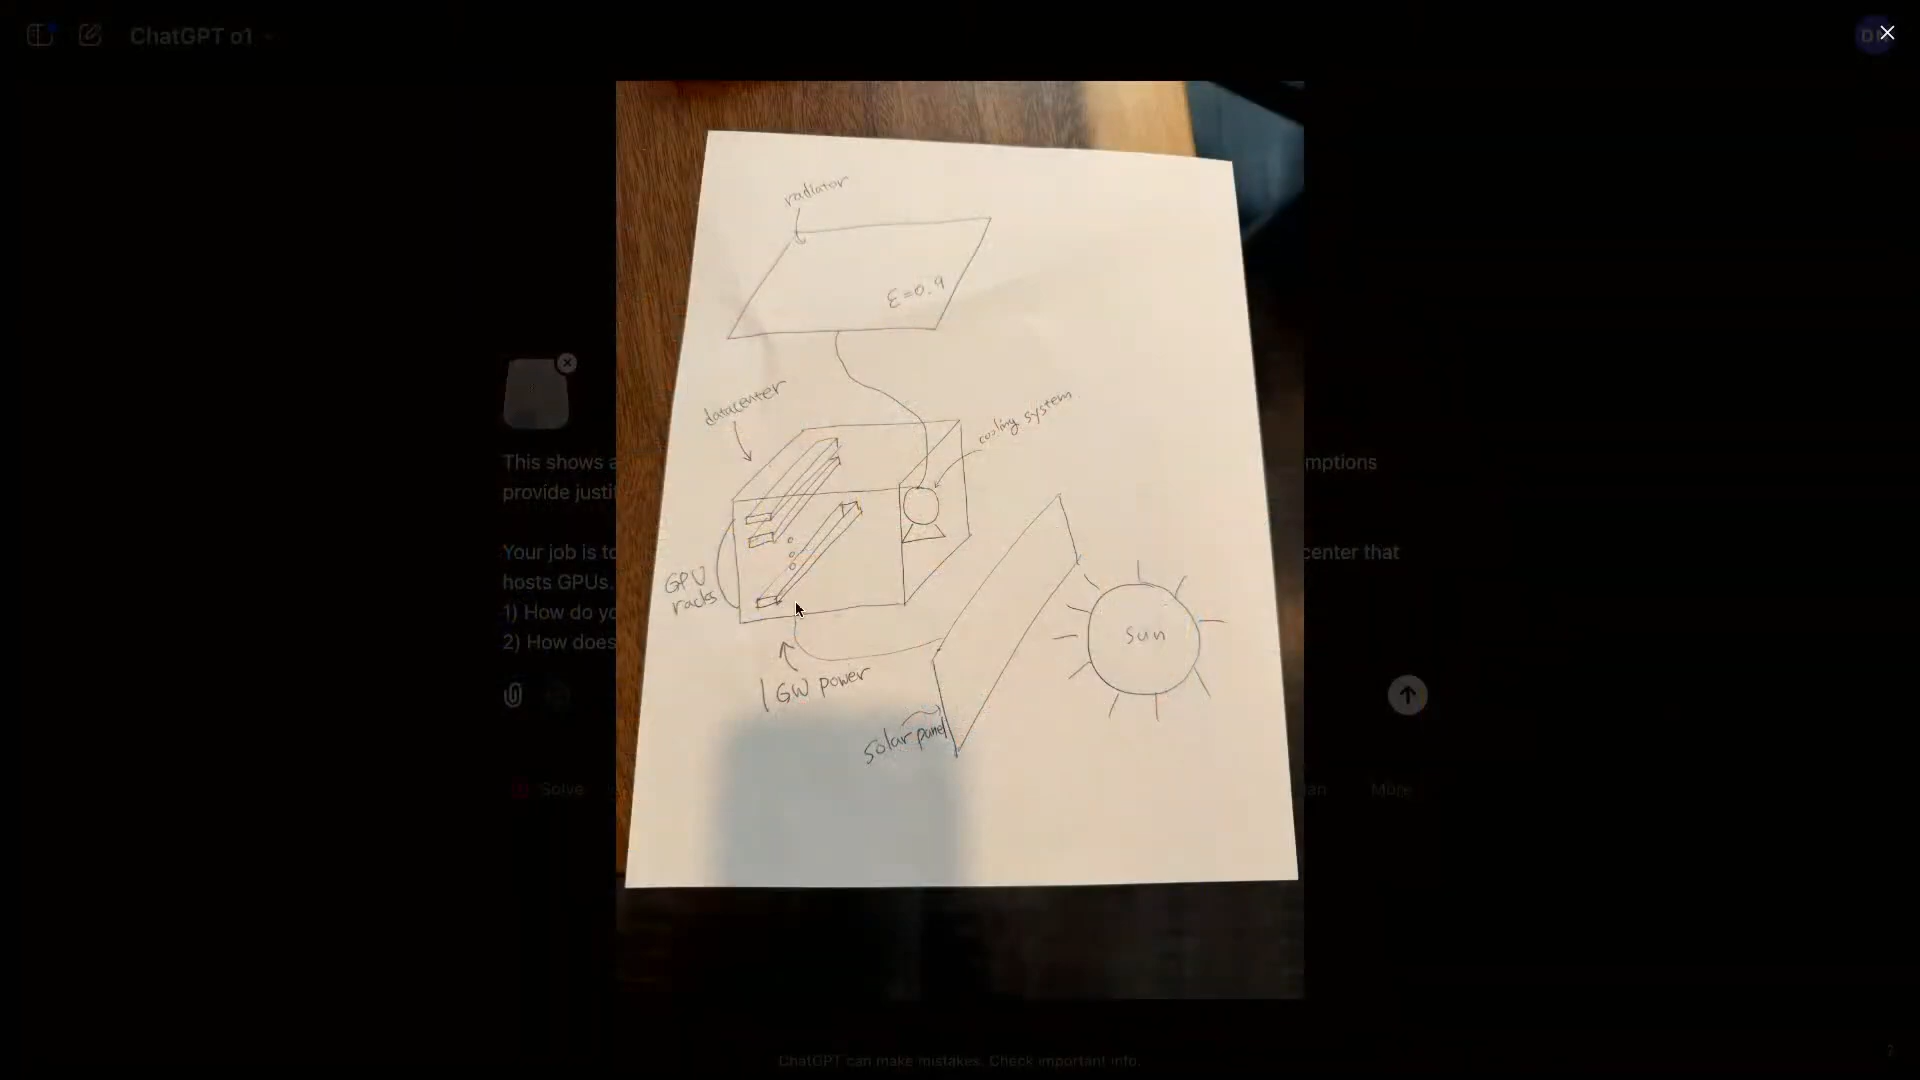 ChatGPT o1
radiator
ε=0.9
datacenter
cooling system
GPU
racks
Sun
1 GW power
solar panel
This shows a
mptions
provide justi
Your job is to
center that
hosts GPUs.
1) How do yo
2) How does
Solve
lan
More
ChatGPT can make mistakes. Check important info.
?